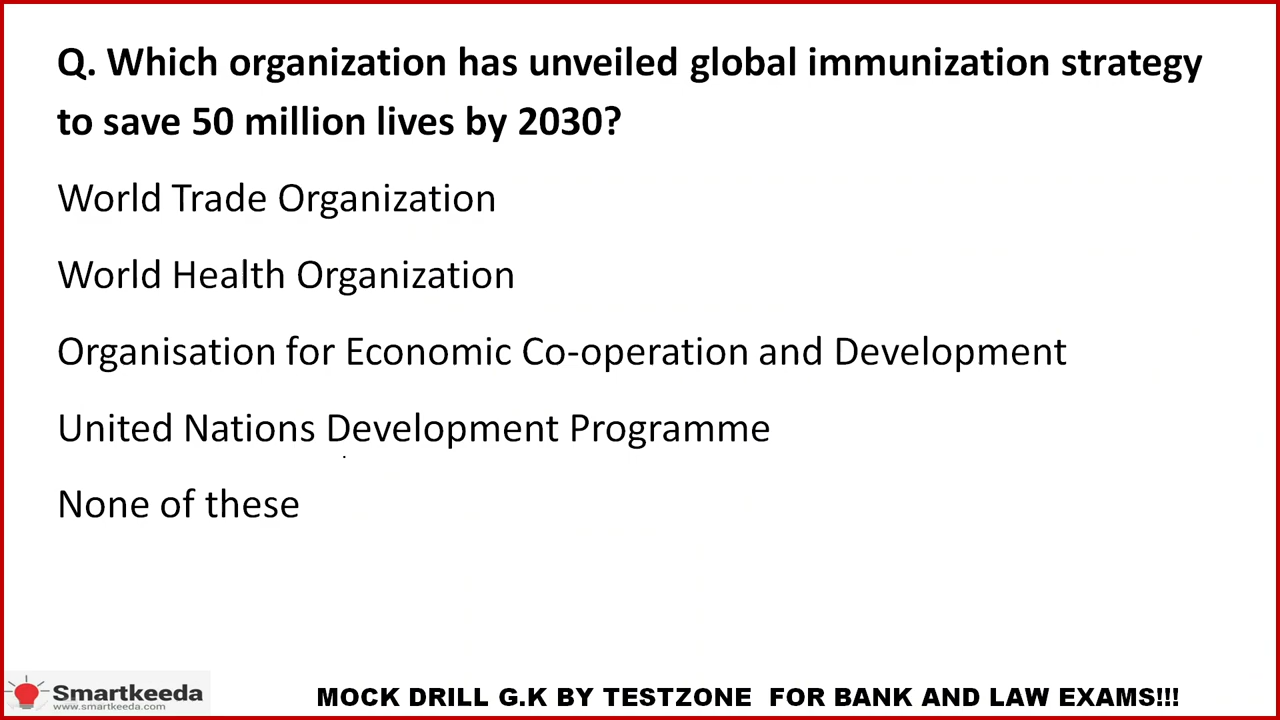 Q. Which organization has unveiled global immunization strategy
to save 50 million lives by 2030?
World Trade Organization
World Health Organization
Organisation for Economic Co-operation and Development
United Nations Development Programme
None of these
Smartkeeda
www.smartkeeda.com
MOCK DRILL G.K BY TESTZONE FOR BANK AND LAW EXAMS!!!